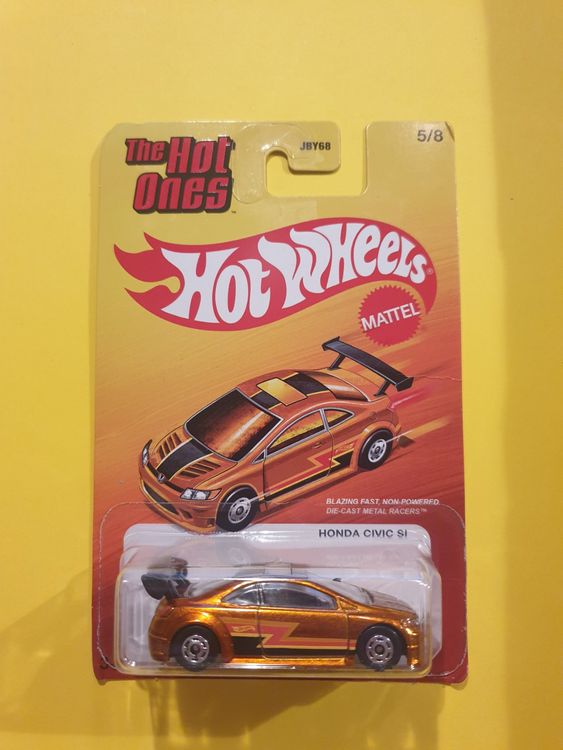 The Hot
Ones™
JBY68
5/8
Hot Wheels®
MATTEL
BLAZING FAST, NON-POWERED
DIE-CAST METAL RACERS™
HONDA CIVIC SI